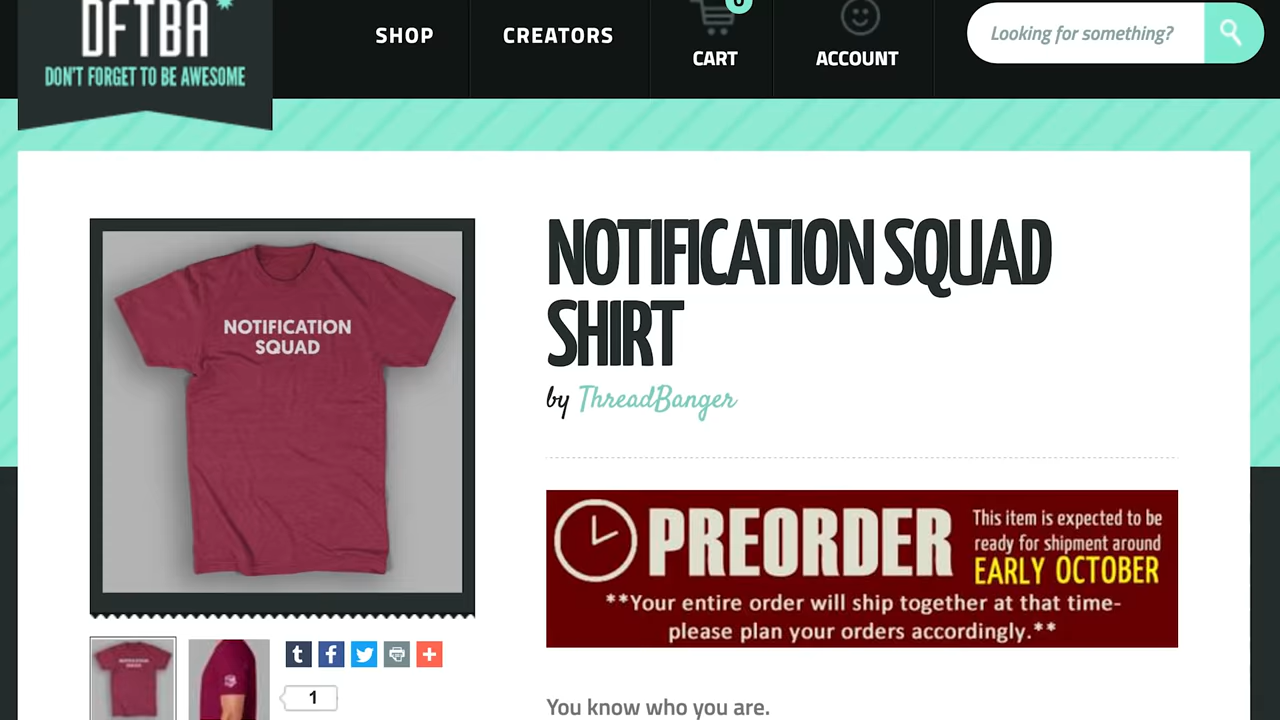 DFTBA
DON'T FORGET TO BE AWESOME
SHOP
CREATORS
0
CART
ACCOUNT
Looking for something?
NOTIFICATION
SQUAD
NOTIFICATION SQUAD
SHIRT
by ThreadBanger
PREORDER
This item is expected to be
ready for shipment around
EARLY OCTOBER
**Your entire order will ship together at that time-
please plan your orders accordingly.**
t f
1
You know who you are.